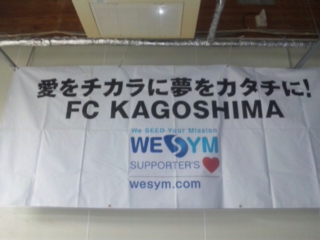 愛をチカラに夢をカタチに!
FC KAGOSHIMA
We SEED Your Mission
WESYM
SUPPORTER'S
wesym.com